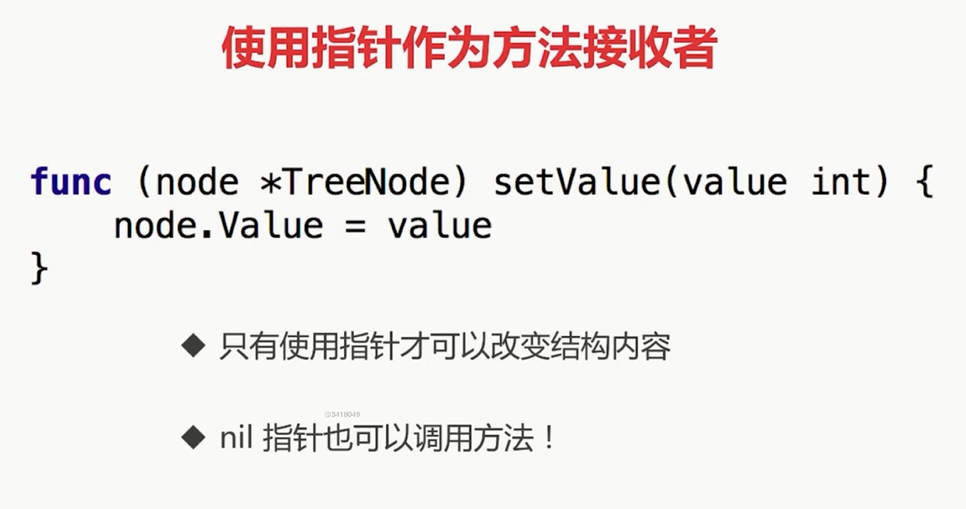 使用指针作为方法接收者
func (node *TreeNode) setValue(value int) {
    node.Value = value
}
◆ 只有使用指针才可以改变结构内容
@3418049
◆ nil 指针也可以调用方法！